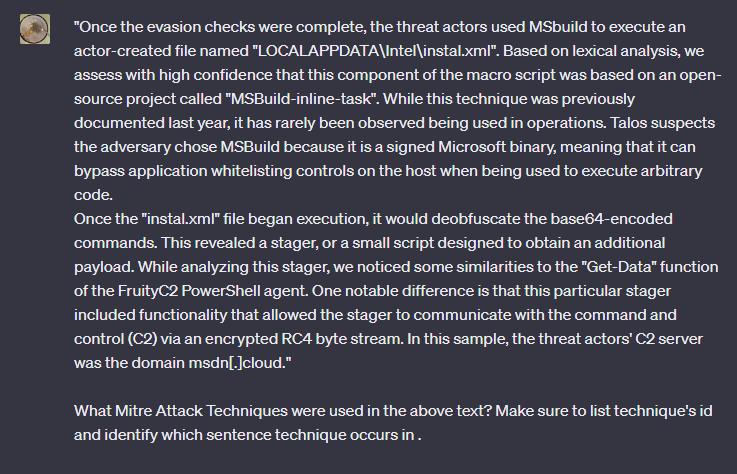 "Once the evasion checks were complete, the threat actors used MSbuild to execute an
actor-created file named "LOCALAPPDATA\Intel\instal.xml". Based on lexical analysis, we
assess with high confidence that this component of the macro script was based on an open-
source project called "MSBuild-inline-task". While this technique was previously
documented last year, it has rarely been observed being used in operations. Talos suspects
the adversary chose MSBuild because it is a signed Microsoft binary, meaning that it can
bypass application whitelisting controls on the host when being used to execute arbitrary
code.
Once the "instal.xml" file began execution, it would deobfuscate the base64-encoded
commands. This revealed a stager, or a small script designed to obtain an additional
payload. While analyzing this stager, we noticed some similarities to the "Get-Data" function
of the FruityC2 PowerShell agent. One notable difference is that this particular stager
included functionality that allowed the stager to communicate with the command and
control (C2) via an encrypted RC4 byte stream. In this sample, the threat actors' C2 server
was the domain msdn[.]cloud."
What Mitre Attack Techniques were used in the above text? Make sure to list technique's id
and identify which sentence technique occurs in .